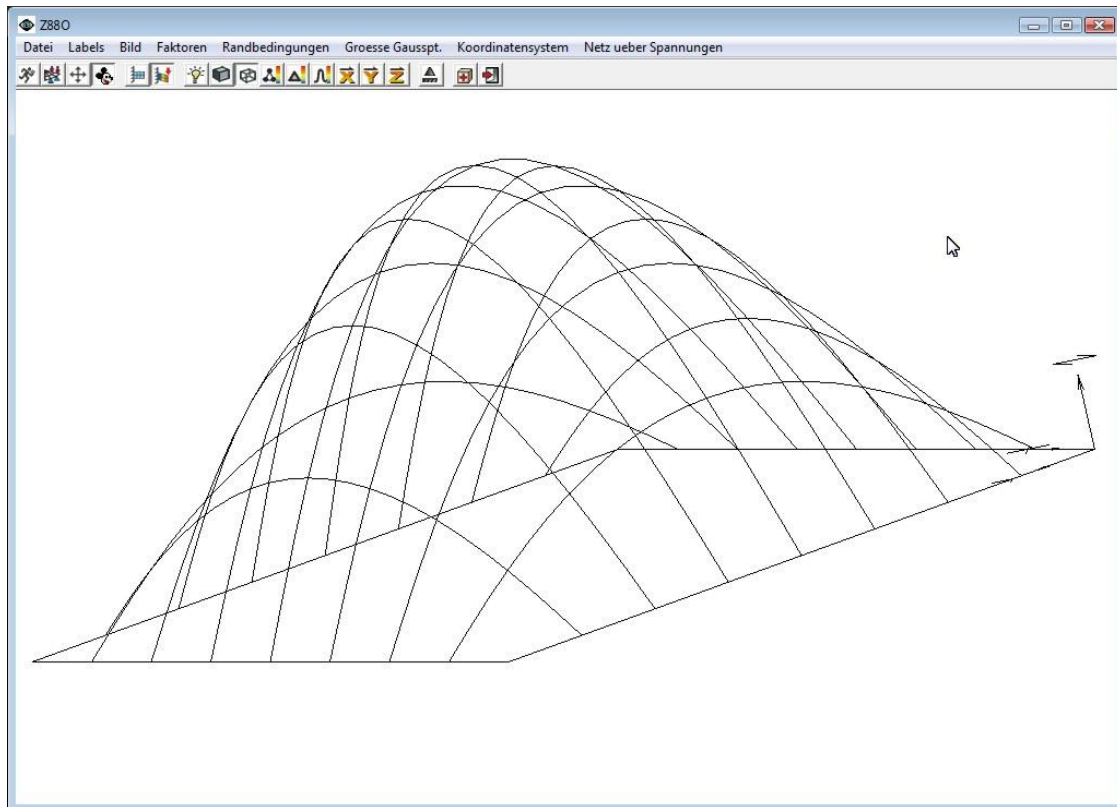 Z88O
Datei Labels Bild Faktoren Randbedingungen Groesse Gausspt. Koordinatensystem Netz ueber Spannungen
X Y Z